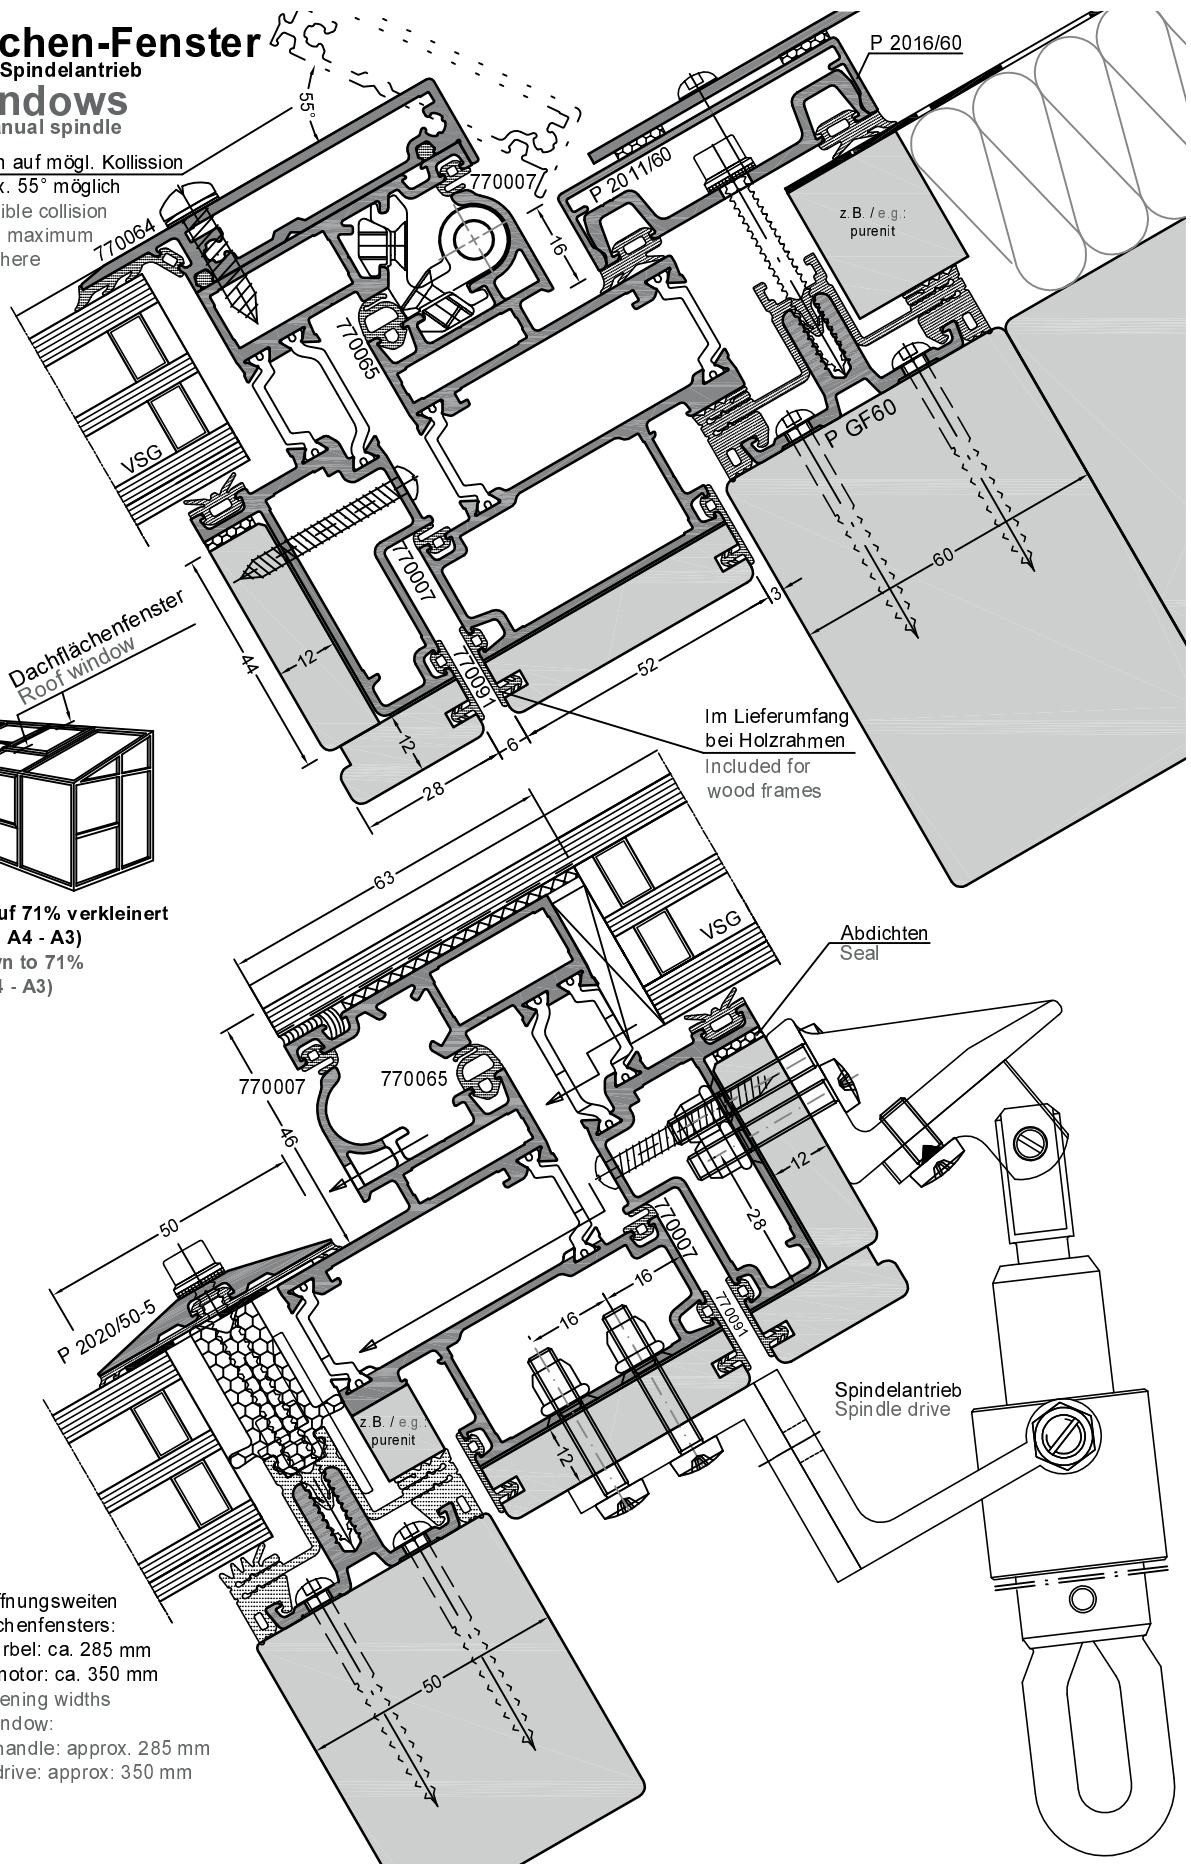 chen-Fenster
Spindelantrieb
ndows
anual spindle
n auf mögl. Kollission
x. 55° möglich
ible collision
maximum
here
55°
P 2016/60
P 2011/60
770007
770064
16
z.B. / e.g.:
purenit
770065
VSG
P GF60
60
770007
3
Dachflächenfenster
Roof window
44
12
770091
52
12
6
28
Im Lieferumfang
bei Holzrahmen
Included for
wood frames
63
uf 71% verkleinert
A4 - A3)
n to 71%
4 - A3)
VSG
Abdichten
Seal
770007
770065
46
12
50
28
770007
16
16
P 2020/50-5
770091
z.B. / e.g.:
purenit
12
Spindelantrieb
Spindle drive
ffnungsweiten
chenfensters:
rbel: ca. 285 mm
motor: ca. 350 mm
ening widths
ndow:
handle: approx. 285 mm
drive: approx: 350 mm
50